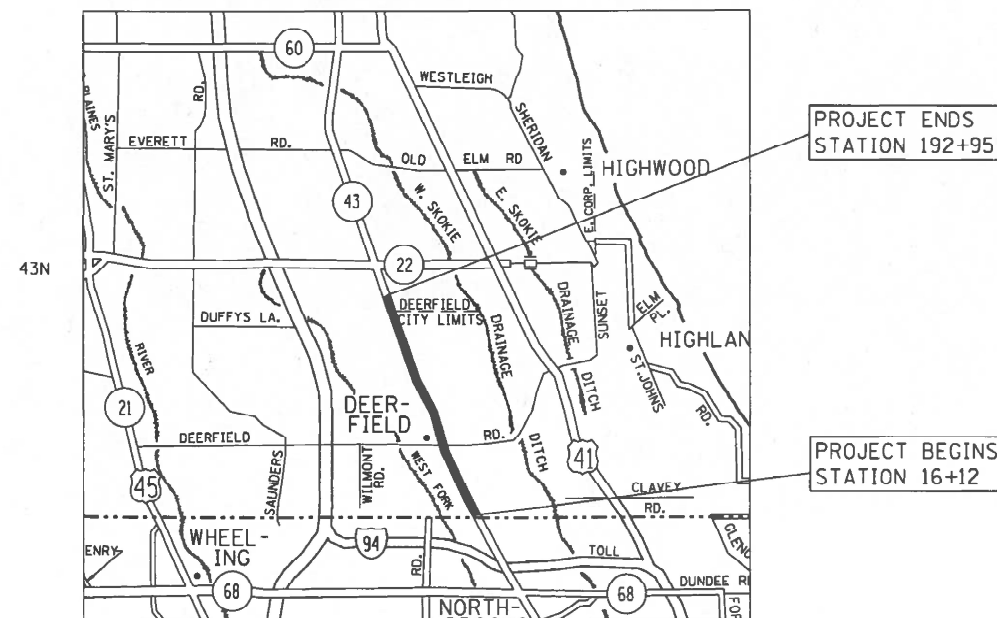 60
WESTLEIGH
PLAINES
ST. MARY'S
RD.
EVERETT RD.
SHERIDAN
PROJECT ENDS
STATION 192+95
OLD ELM RD
HIGHWOOD
E. CORP. LIMITS
43
W. SKOKIE
E. SKOKIE
43N
22
DEERFIELD
CITY LIMITS
DUFFYS LA.
DRAINAGE
DRAINAGE
SUNSET
ELM
PL.
HIGHLAN
RIVER
DITCH
ST. JOHNS
RD.
21
DEER-
FIELD
DEERFIELD RD.
SAUNDERS
WILMONT
RD.
WEST FORK
DITCH
41
PROJECT BEGINS
STATION 16+12
45
CLAVEY
RD.
WHEEL-
ING
94
TOLL
GLENC
ENRY
RD.
68
68
DUNDEE R
NORTH-
FOR